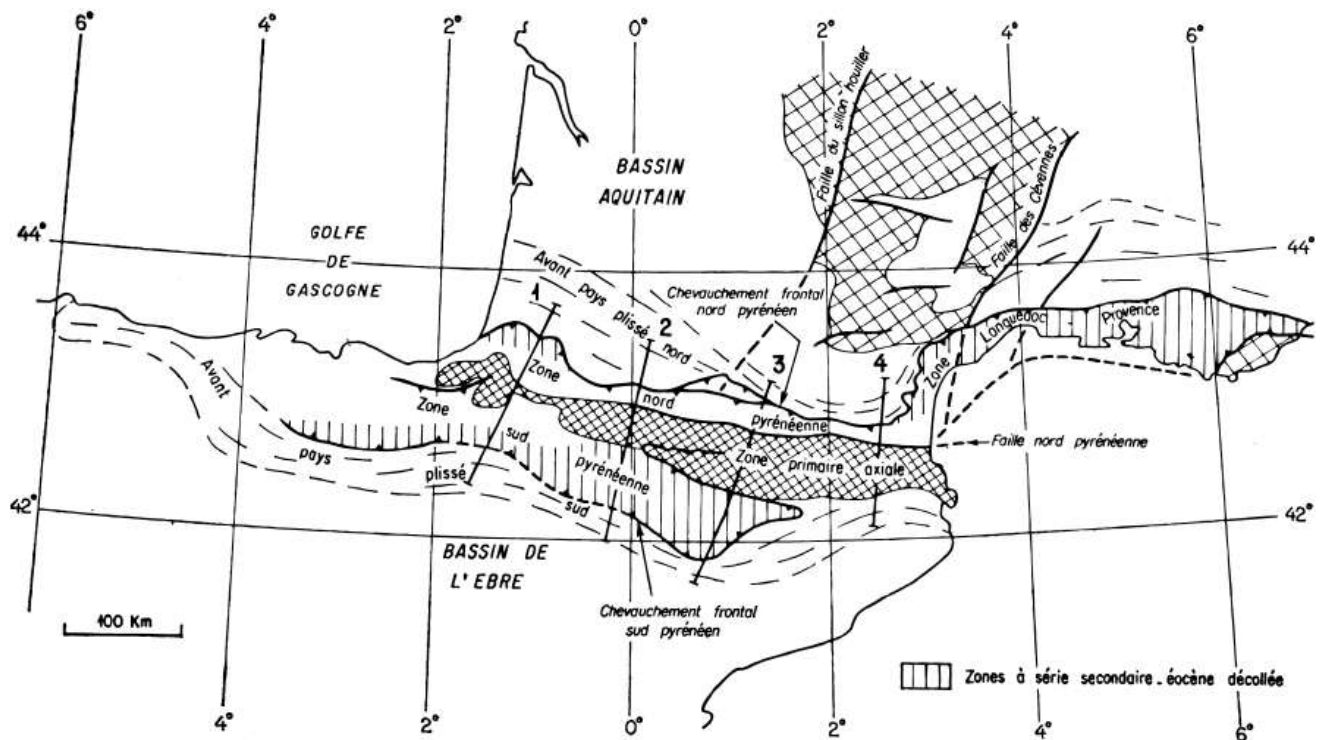 6°
4°
2°
0°
2°
4°
6°
Faille du sillon houiller
Faille des Cévennes
BASSIN
AQUITAIN
44°
44°
GOLFE
DE
GASCOGNE
Avant
pays
plissé
nord
Chevauchement frontal
nord pyrénéen
1
2
3
4
Zone
Languedoc
Provence
Zone
nord
pyrénéenne
Zone
sud
pyrénéenne
Zone
primaire
axiale
Faille nord pyrénéenne
Avant
pays
plissé
sud
42°
42°
BASSIN DE
L'EBRE
Chevauchement frontal
sud pyrénéen
100 Km
Zones à série secondaire-éocène décollée
4°
2°
0°
2°
4°
6°